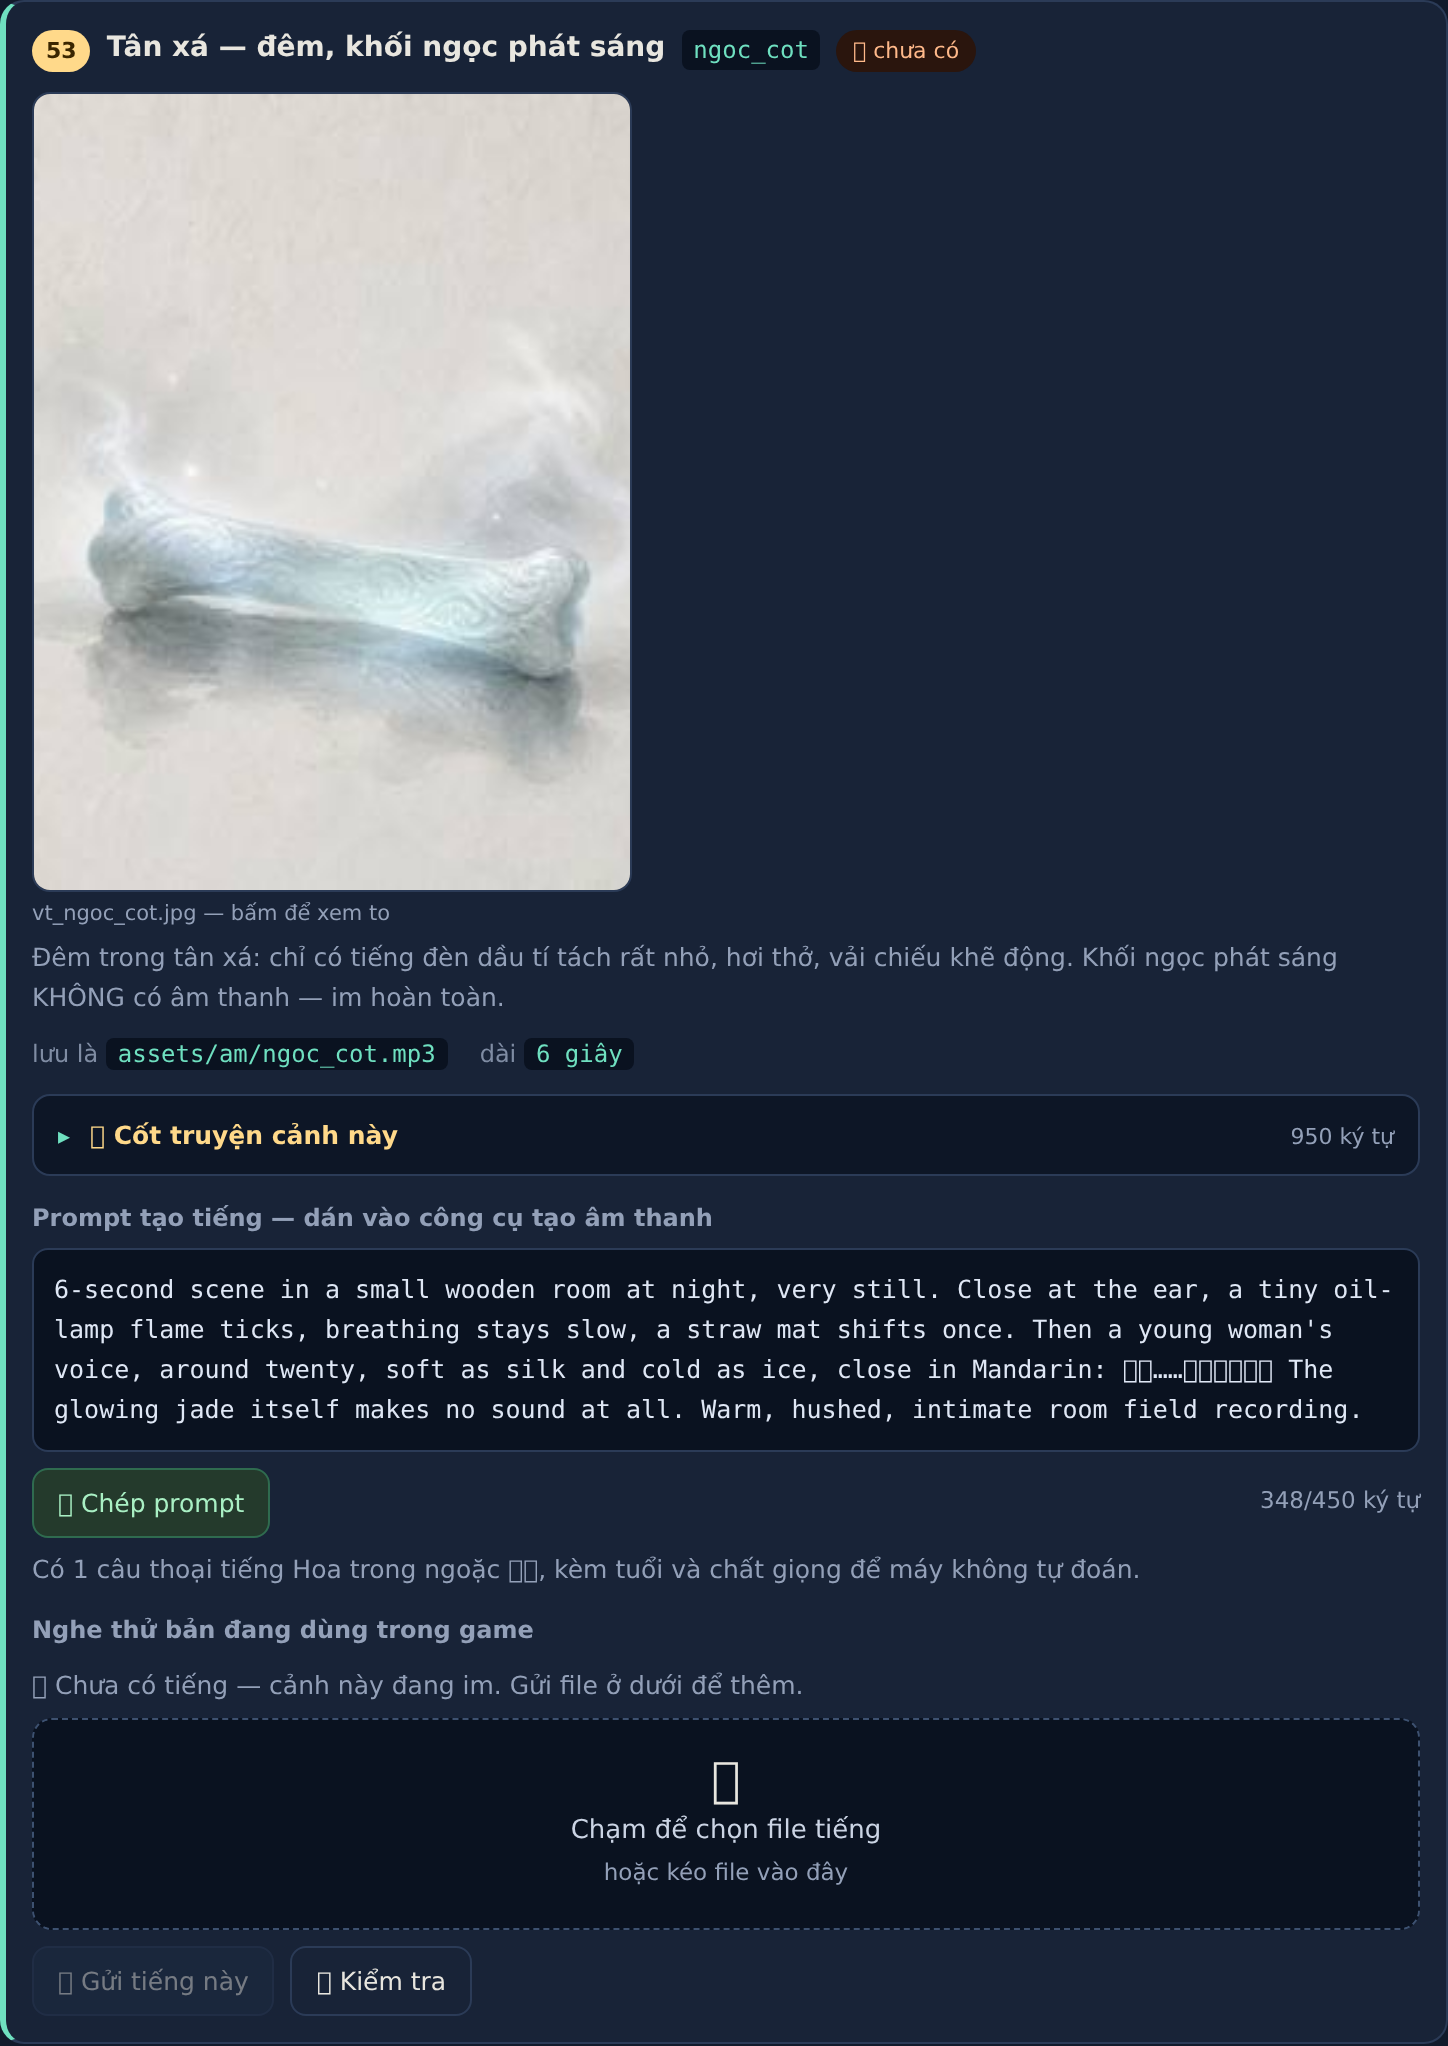 53 Tân xá — đêm, khối ngọc phát sáng ngoc_cot chưa có
vt_ngoc_cot.jpg — bấm để xem to
Đêm trong tân xá: chỉ có tiếng đèn dầu tí tách rất nhỏ, hơi thở, vải chiếu khẽ động. Khối ngọc phát sáng
KHÔNG có âm thanh — im hoàn toàn.
lưu là assets/am/ngoc_cot.mp3 dài 6 giây
▸ Cốt truyện cảnh này 950 ký tự
Prompt tạo tiếng — dán vào công cụ tạo âm thanh
6-second scene in a small wooden room at night, very still. Close at the ear, a tiny oil-
lamp flame ticks, breathing stays slow, a straw mat shifts once. Then a young woman's
voice, around twenty, soft as silk and cold as ice, close in Mandarin: …… The
glowing jade itself makes no sound at all. Warm, hushed, intimate room field recording.
Chép prompt 348/450 ký tự
Có 1 câu thoại tiếng Hoa trong ngoặc , kèm tuổi và chất giọng để máy không tự đoán.
Nghe thử bản đang dùng trong game
Chưa có tiếng — cảnh này đang im. Gửi file ở dưới để thêm.
Chạm để chọn file tiếng
hoặc kéo file vào đây
Gửi tiếng này Kiểm tra